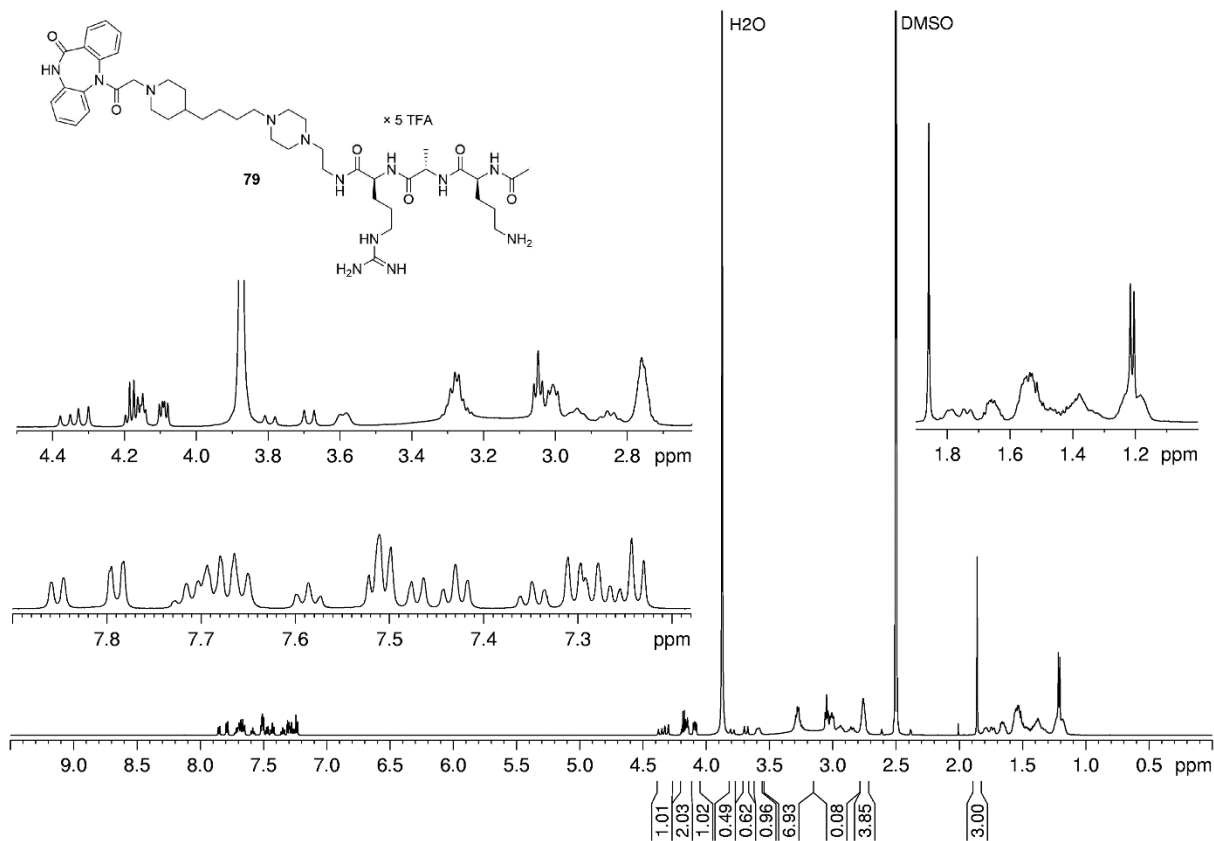 H2O
DMSO
O
NH
N
N
O
N
N
× 5 TFA
79
O
N
H
H
N
O
O
N
H
H
N
O
HN
NH2
H2N
NH
4.4 4.2 4.0 3.8 3.6 3.4 3.2 3.0 2.8 ppm
1.8 1.6 1.4 1.2 ppm
7.8 7.7 7.6 7.5 7.4 7.3 ppm
9.0 8.5 8.0 7.5 7.0 6.5 6.0 5.5 5.0 4.5 4.0 3.5 3.0 2.5 2.0 1.5 1.0 0.5 ppm
1.01 2.03 1.02 0.49 0.62 0.96 6.93 0.08 3.85 3.00